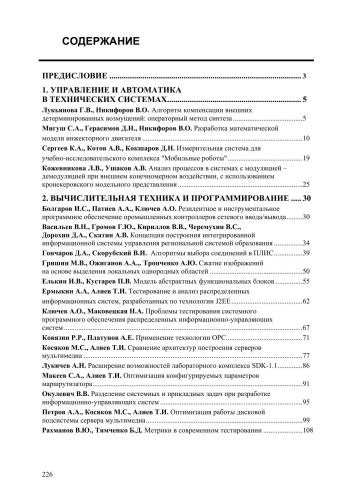 СОДЕРЖАНИЕ
ПРЕДИСЛОВИЕ ........ 3
1. УПРАВЛЕНИЕ И АВТОМАТИКА
В ТЕХНИЧЕСКИХ СИСТЕМАХ........ 5
Лукьянова Г.В., Никифоров В.О. Алгоритм компенсации внешних
детерминированных возмущений: операторный метод синтеза ........5
Мигуш С.А., Герасимов Д.Н., Никифоров В.О. Разработка математической
модели инжекторного двигателя ........10
Сергеев К.А., Котов А.В., Кокшаров Д.Н. Измерительная система для
учебно-исследовательского комплекса "Мобильные роботы"........19
Кожевникова Л.В., Ушаков А.В. Анализ процессов в системах с модуляцией –
демодуляцией при внешнем конечномерном воздействии, с использованием
кронекеровского модельного представления ........25
2. ВЫЧИСЛИТЕЛЬНАЯ ТЕХНИКА И ПРОГРАММИРОВАНИЕ ..... 30
Болгаров И.С., Патиев А.А., Ключев А.О. Резидентное и инструментальное
программное обеспечение промышленных контроллеров сетевого ввода/вывода........30
Васильев В.Н., Громов Г.Ю., Кириллов В.В., Черемухин В.С.,
Дорохин Д.А., Скатин А.В. Концепция построения интегрированной
информационной системы управления региональной системой образования ........34
Гончаров Д.А., Скорубский В.И. Алгоритмы выбора соединений в ПЛИС........39
Гришин М.В., Ожиганов А.А., Тропченко А.Ю. Сжатие изображений
на основе выделения локальных однородных областей ........50
Елькин И.В., Кустарев П.В. Модель абстрактных функциональных блоков ........55
Ермыкин А.А, Алиев Т.И. Тестирование и анализ распределенных
информационных систем, разработанных по технологии J2EE ........62
Ключев А.О., Маковецкая Н.А. Проблемы тестирования системного
программного обеспечения распределенных информационно-управляющих
систем ........67
Ковязин Р.Р., Платунов А.Е. Применение технологии OPC........71
Косяков М.С., Алиев Т.И. Сравнение архитектур построения серверов
мультимедиа ........77
Лукичев А.Н. Расширение возможностей лабораторного комплекса SDK-1.1........86
Макеев С.А., Алиев Т.И. Оптимизация конфигурируемых параметров
маршрутизатора........91
Окулевич В.В. Разделение системных и прикладных задач при разработке
информационно-управляющих систем ........95
Петров А.А., Косяков М.С., Алиев Т.И. Оптимизация работы дисковой
подсистемы сервера мультимедиа........99
Рахманов В.Ю., Тимченко Б.Д. Метрики в современном тестировании ........108
226